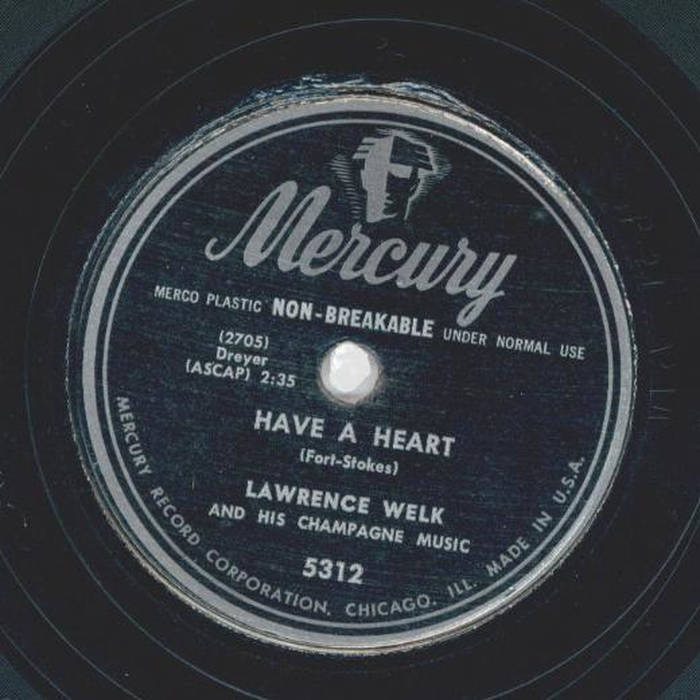 Mercury
MERCO PLASTIC NON-BREAKABLE UNDER NORMAL USE
(2705)
Dreyer
(ASCAP) 2:35
HAVE A HEART
(Fort-Stokes)
LAWRENCE WELK
AND HIS CHAMPAGNE MUSIC
5312
MERCURY RECORD CORPORATION. CHICAGO. ILL. MADE IN U.S.A.